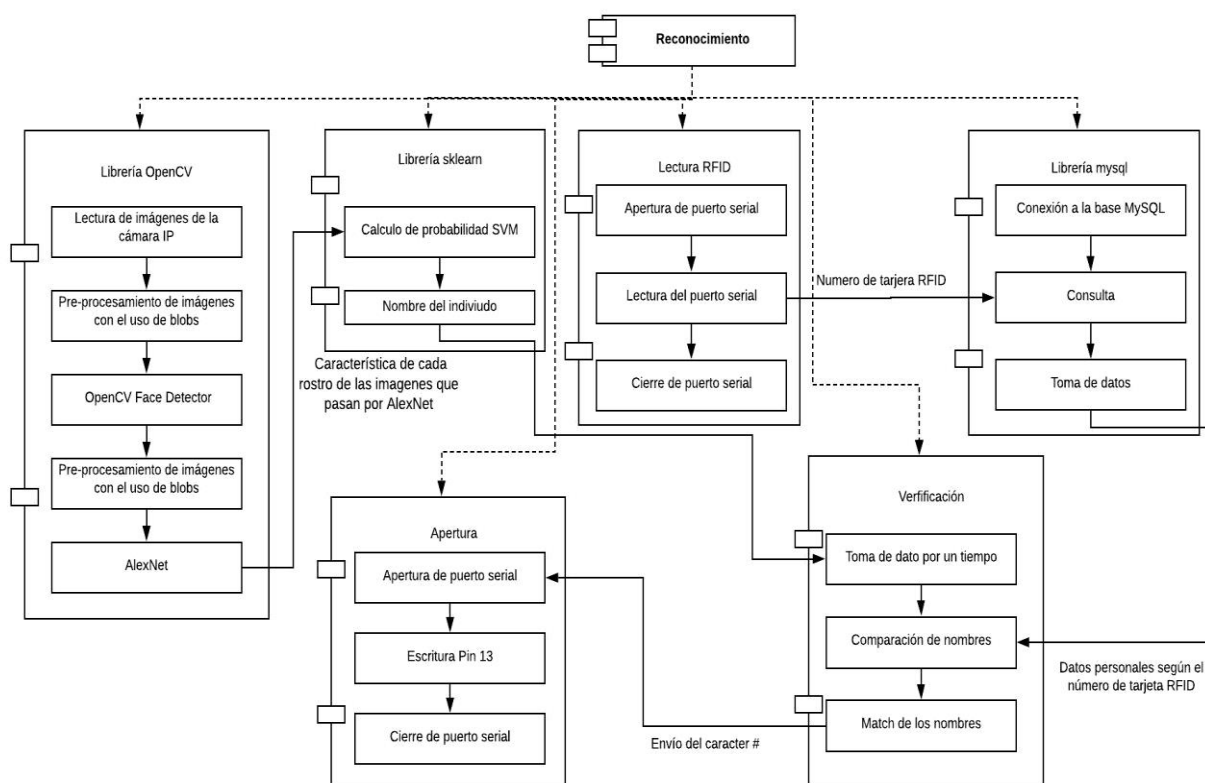 Reconocimiento
Librería OpenCV
Lectura de imágenes de la
cámara IP
Pre-procesamiento de imágenes
con el uso de blobs
OpenCV Face Detector
Pre-procesamiento de imágenes
con el uso de blobs
AlexNet
Librería sklearn
Calculo de probabilidad SVM
Nombre del indiviudo
Característica de cada
rostro de las imagenes que
pasan por AlexNet
Lectura RFID
Apertura de puerto serial
Lectura del puerto serial
Cierre de puerto serial
Numero de tarjera RFID
Librería mysql
Conexión a la base MySQL
Consulta
Toma de datos
Apertura
Apertura de puerto serial
Escritura Pin 13
Cierre de puerto serial
Envío del caracter #
Verfificación
Toma de dato por un tiempo
Comparación de nombres
Match de los nombres
Datos personales según el
número de tarjeta RFID